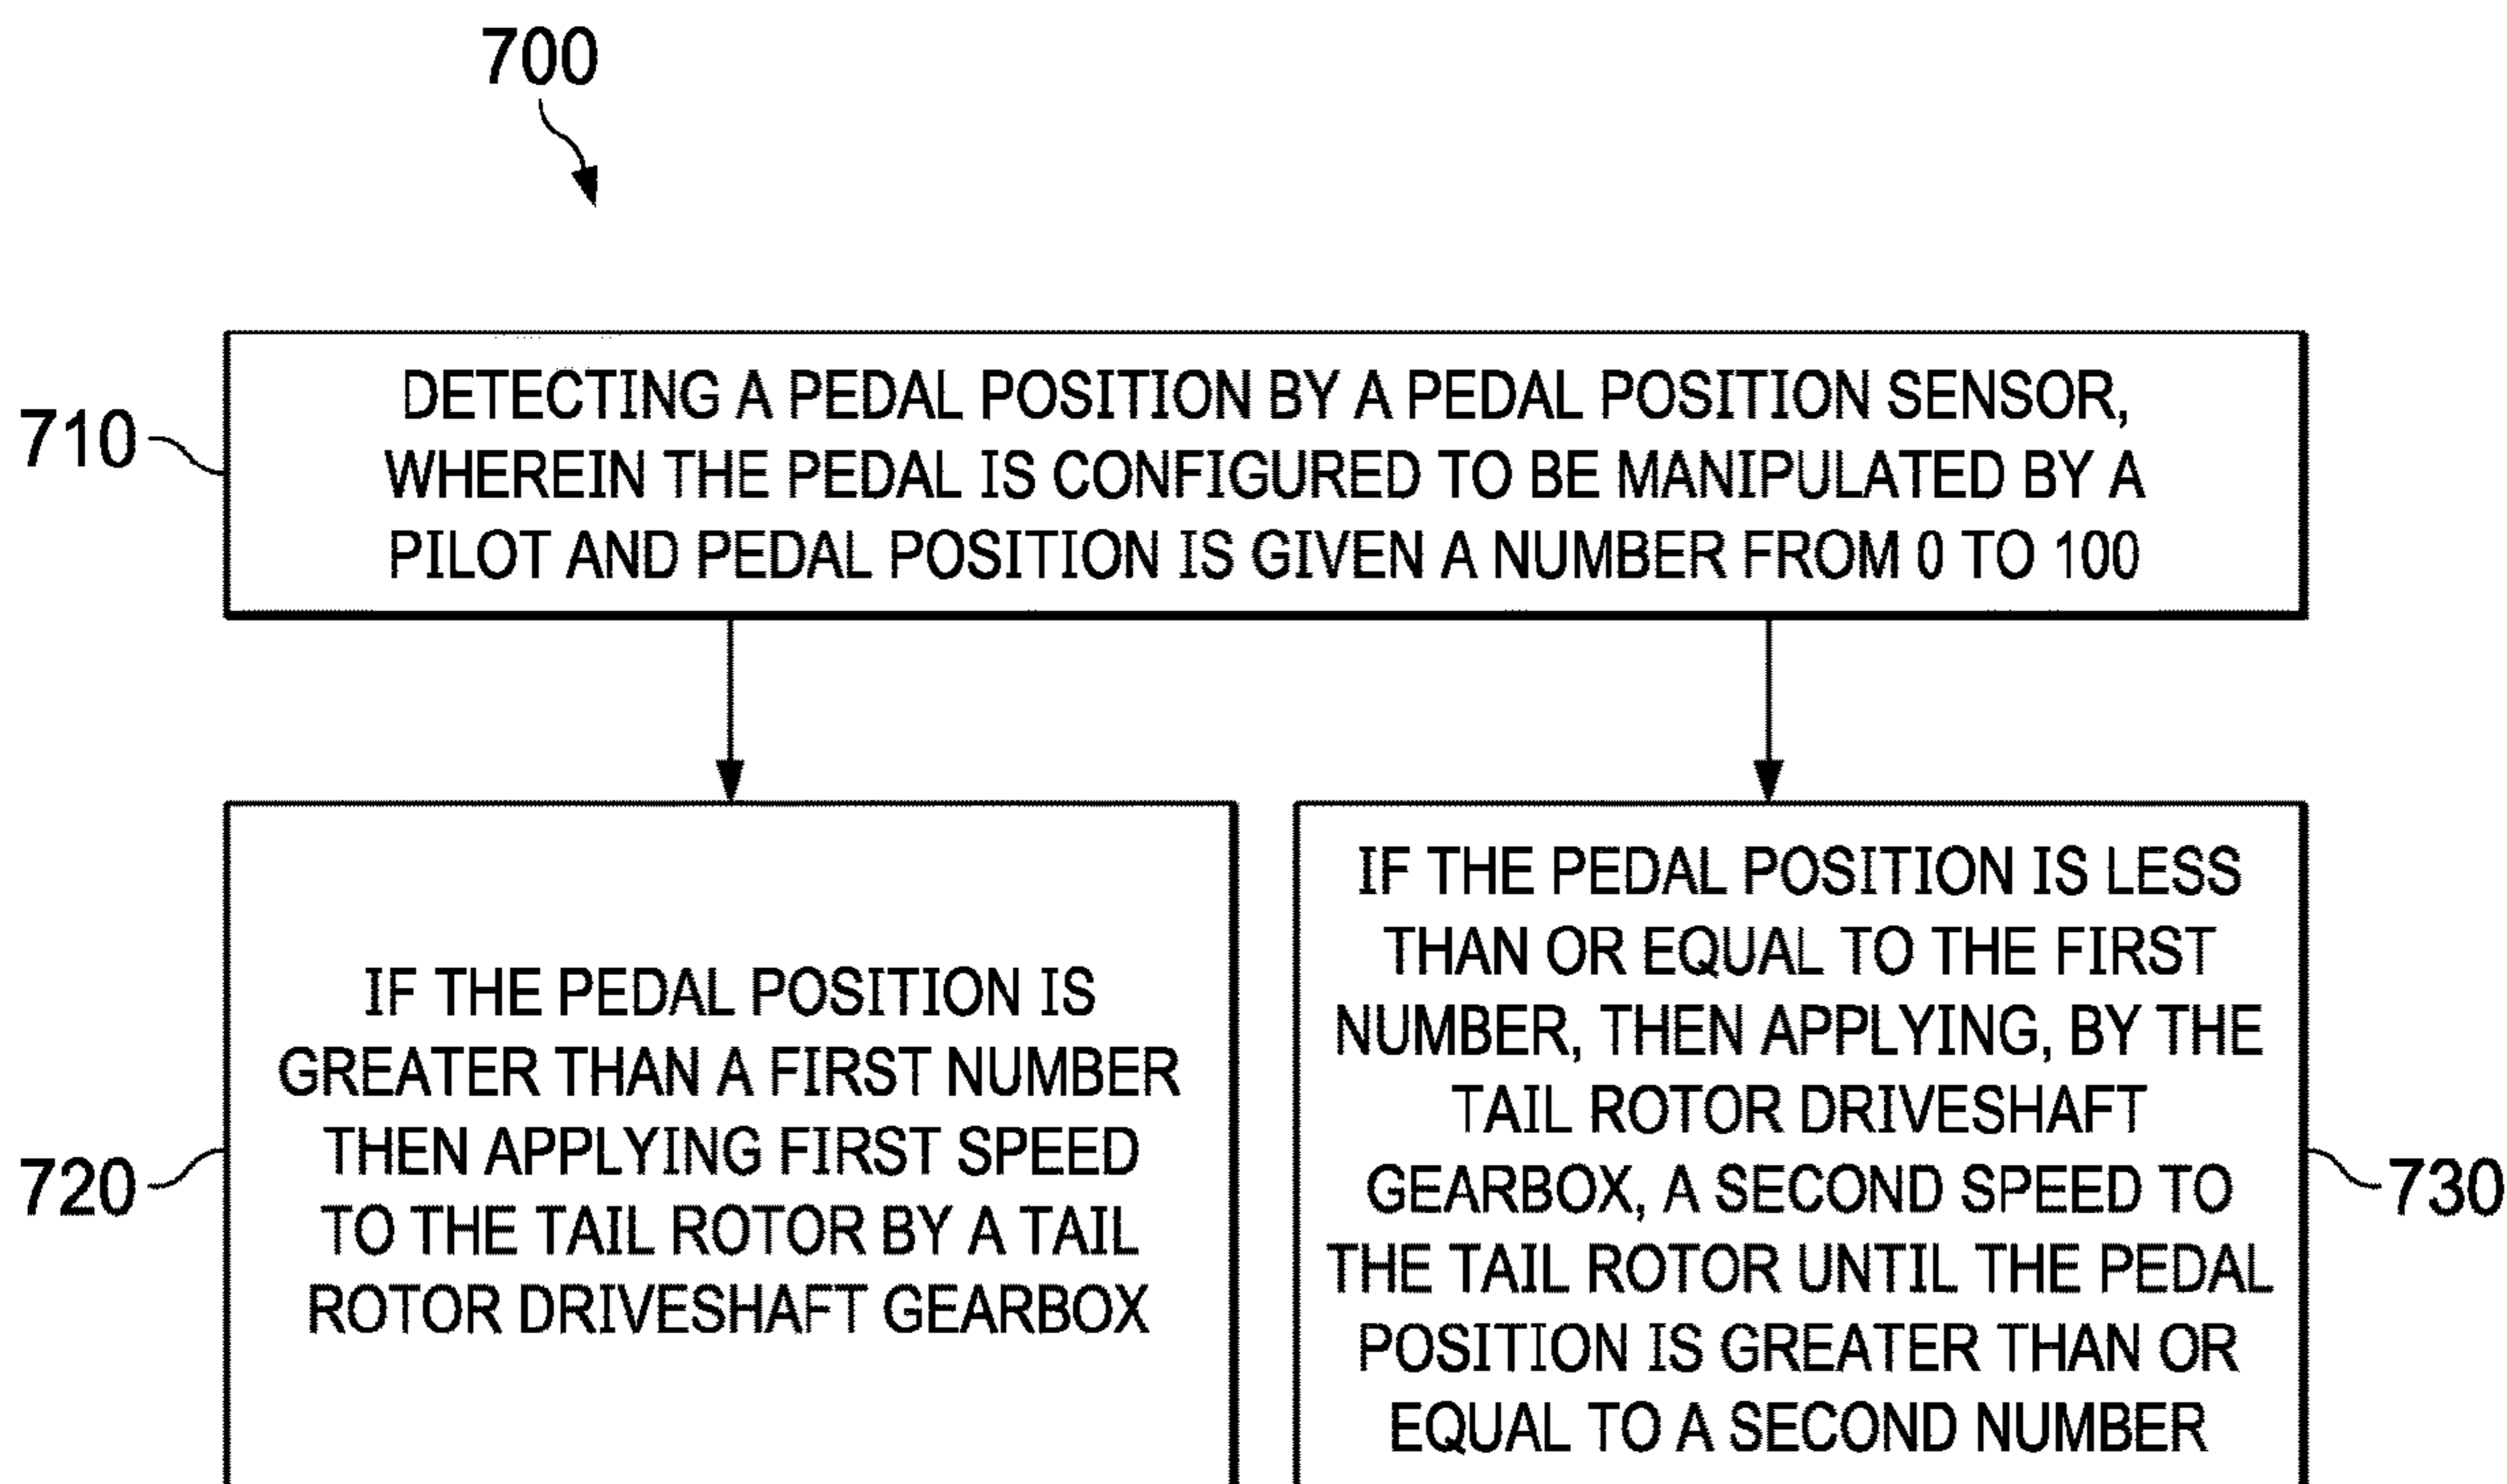 700
710
DETECTING A PEDAL POSITION BY A PEDAL POSITION SENSOR,
WHEREIN THE PEDAL IS CONFIGURED TO BE MANIPULATED BY A
PILOT AND PEDAL POSITION IS GIVEN A NUMBER FROM 0 TO 100
720
IF THE PEDAL POSITION IS
GREATER THAN A FIRST NUMBER
THEN APPLYING FIRST SPEED
TO THE TAIL ROTOR BY A TAIL
ROTOR DRIVESHAFT GEARBOX
IF THE PEDAL POSITION IS LESS
THAN OR EQUAL TO THE FIRST
NUMBER, THEN APPLYING, BY THE
TAIL ROTOR DRIVESHAFT
GEARBOX, A SECOND SPEED TO
THE TAIL ROTOR UNTIL THE PEDAL
POSITION IS GREATER THAN OR
EQUAL TO A SECOND NUMBER
730